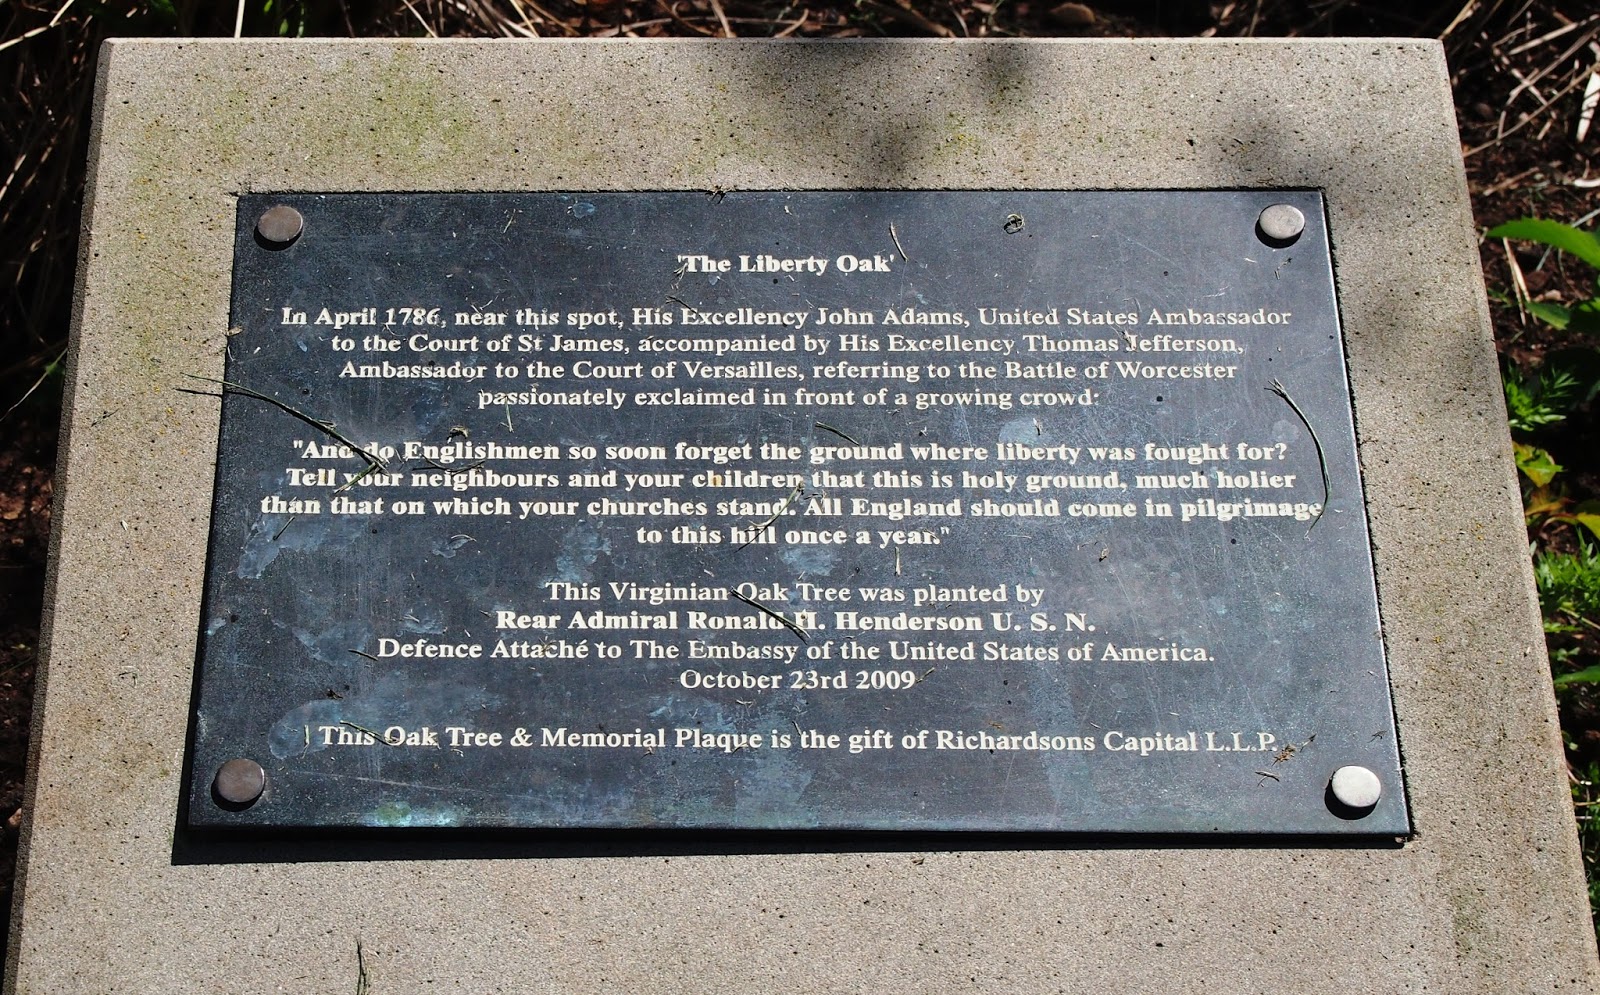 'The Liberty Oak'
In April 1786, near this spot, His Excellency John Adams, United States Ambassador
to the Court of St James, accompanied by His Excellency Thomas Jefferson,
Ambassador to the Court of Versailles, referring to the Battle of Worcester
passionately exclaimed in front of a growing crowd:
"And do Englishmen so soon forget the ground where liberty was fought for?
Tell your neighbours and your children that this is holy ground, much holier
than that on which your churches stand. All England should come in pilgrimage
to this hill once a year."
This Virginian Oak Tree was planted by
Rear Admiral Ronald H. Henderson U. S. N.
Defence Attaché to The Embassy of the United States of America.
October 23rd 2009
This Oak Tree & Memorial Plaque is the gift of Richardsons Capital L.L.P.